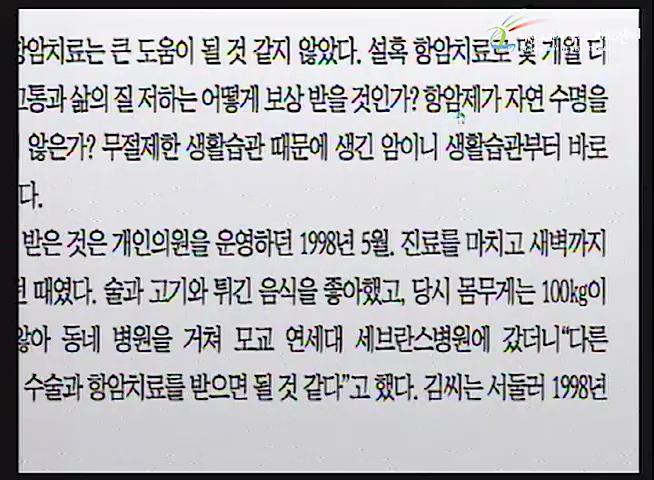 항암치료는 큰 도움이 될 것 같지 않았다. 설혹 항암치료로 몇 개월 더
고통과 삶의 질 저하는 어떻게 보상 받을 것인가? 항암제가 자연 수명을
않은가? 무절제한 생활습관 때문에 생긴 암이니 생활습관부터 바로
다.
받은 것은 개인의원을 운영하던 1998년 5월. 진료를 마치고 새벽까지
때였다. 술과 고기와 튀긴 음식을 좋아했고, 당시 몸무게는 100kg이
않아 동네 병원을 거쳐 모교 연세대 세브란스병원에 갔더니 “다른
수술과 항암치료를 받으면 될 것 같다”고 했다. 김씨는 서둘러 1998년